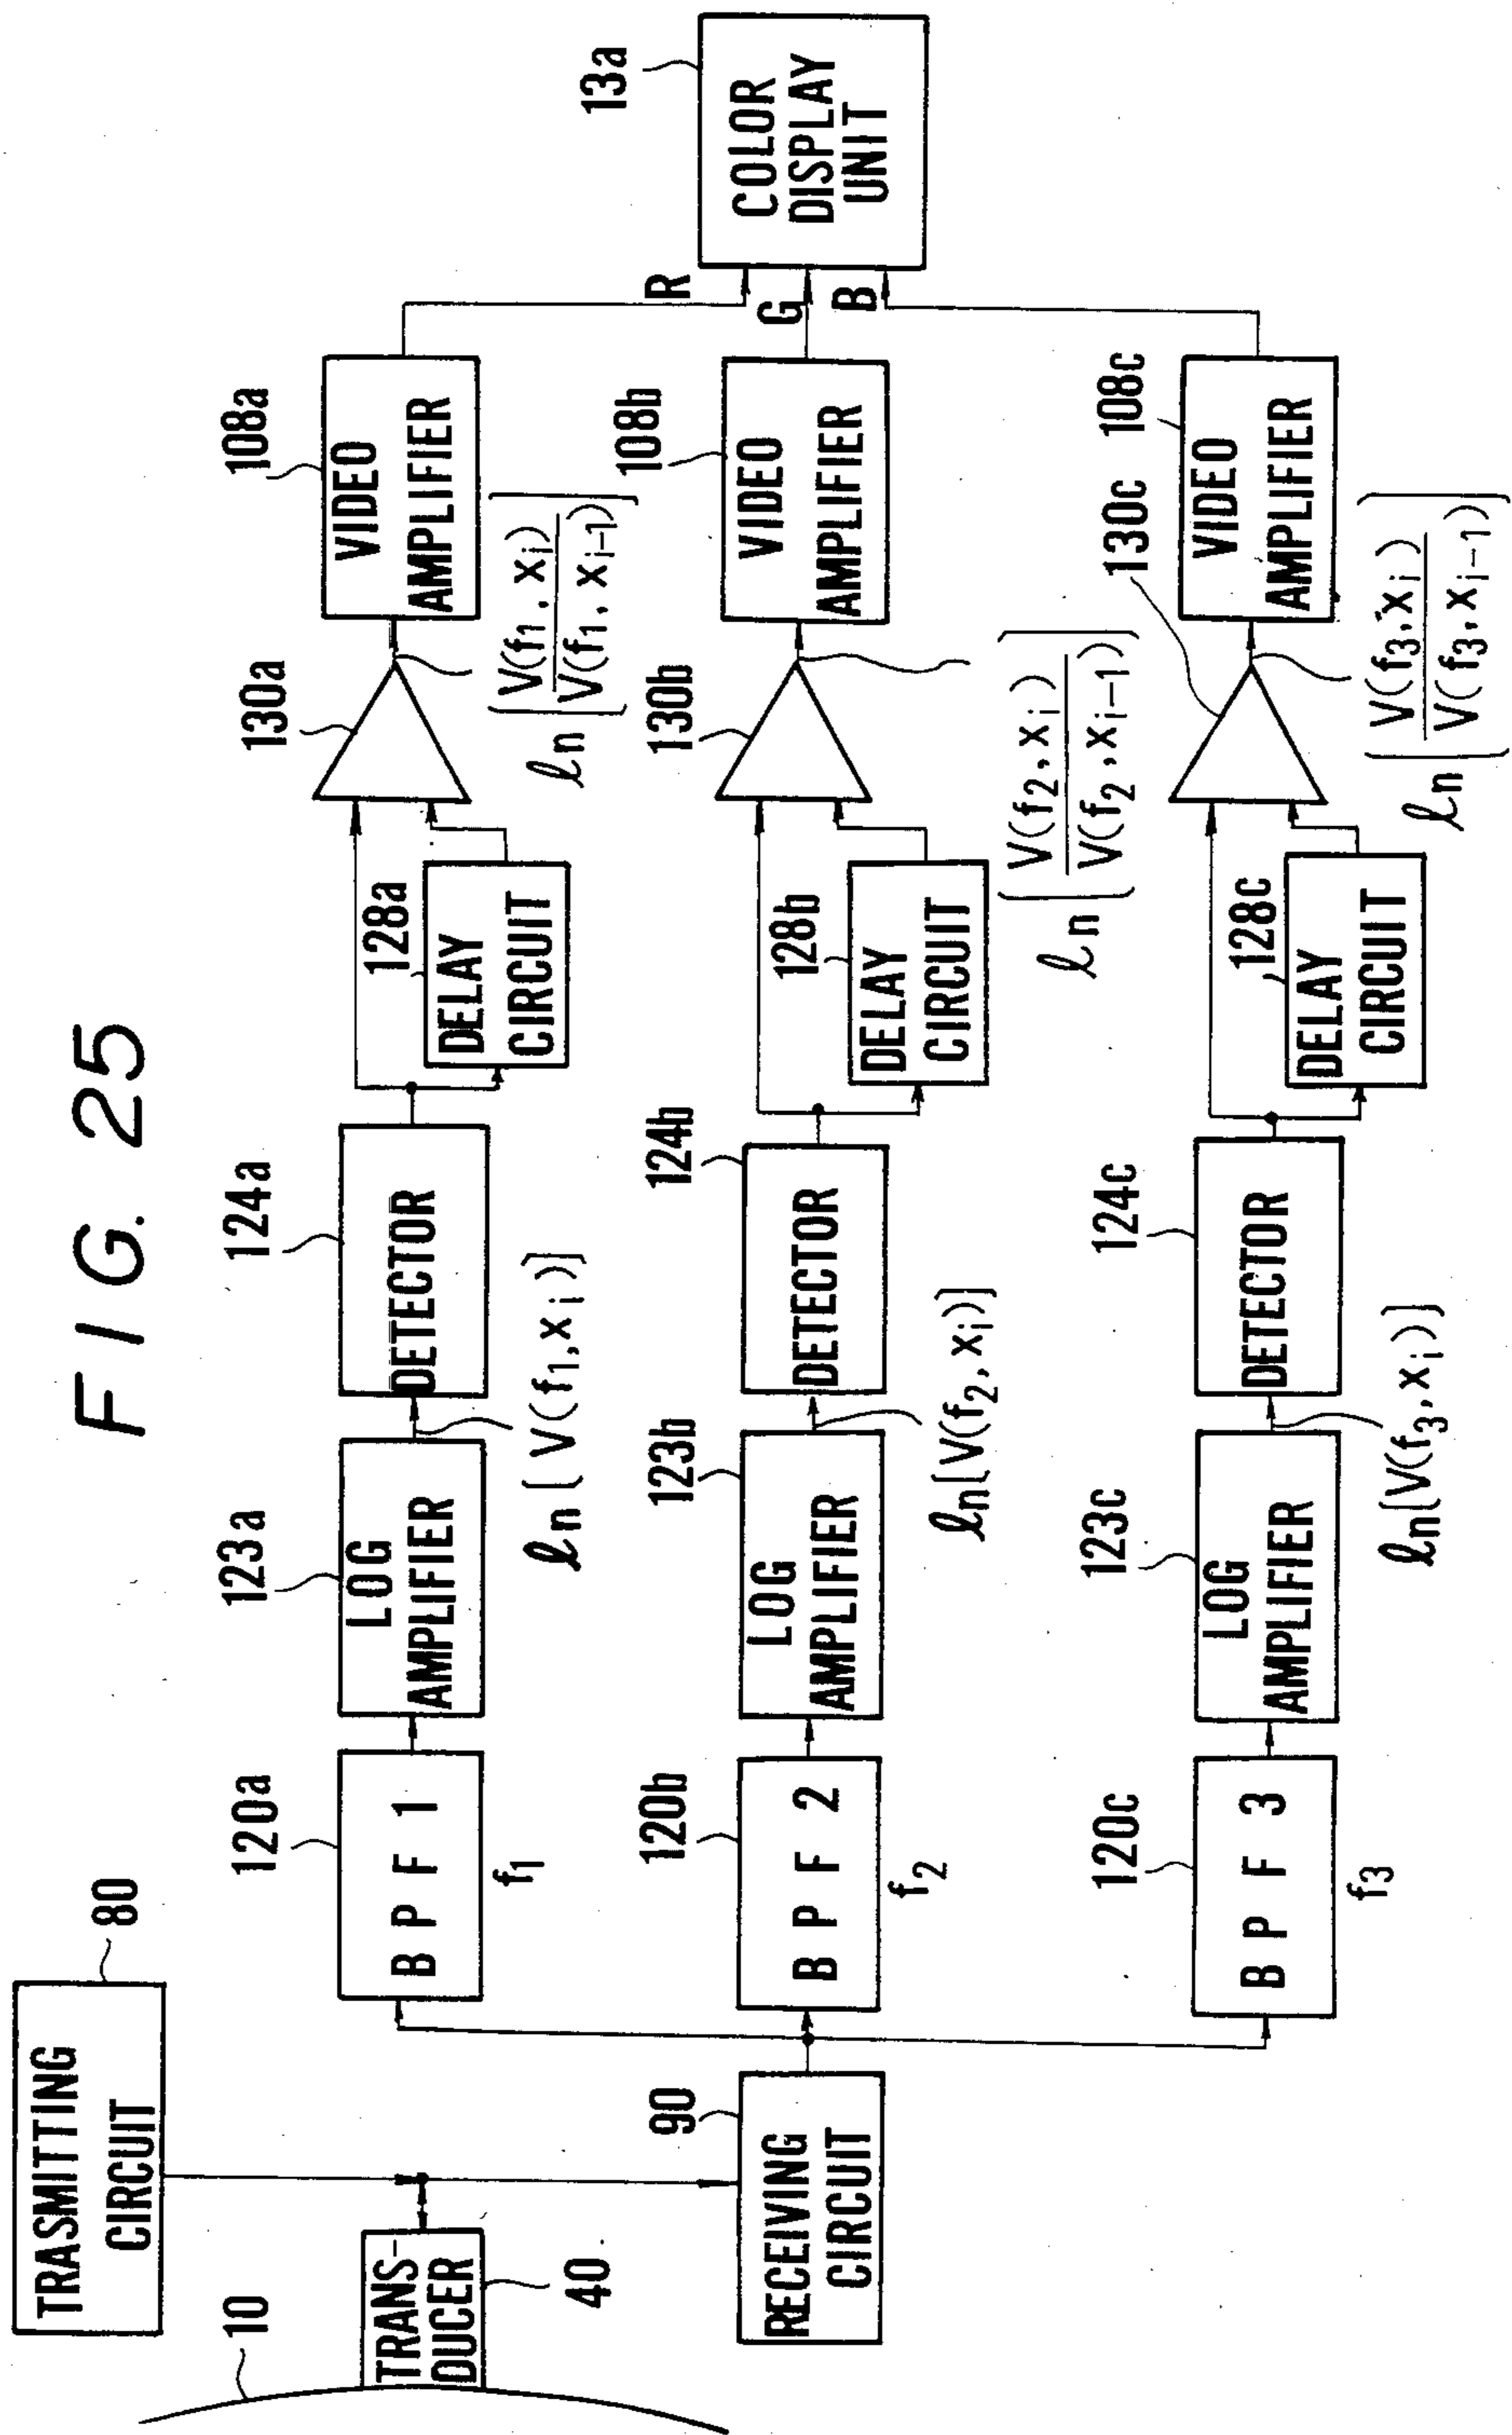 FIG. 25
TRASMITTING
CIRCUIT
80
10
TRANS-
DUCER
40
RECEIVING
CIRCUIT
90
120a
BPF1
f1
123a
LOG
AMPLIFIER
ℓn[V(f1,xi)]
124a
DETECTOR
128a
DELAY
CIRCUIT
130a
ℓn[V(f1,xi)/V(f1,xi-1)]
108a
VIDEO
AMPLIFIER
R
120b
BPF2
f2
123b
LOG
AMPLIFIER
ℓn[V(f2,xi)]
124b
DETECTOR
128b
DELAY
CIRCUIT
130b
ℓn[V(f2,xi)/V(f2,xi-1)]
108b
VIDEO
AMPLIFIER
G
120c
BPF3
f3
123c
LOG
AMPLIFIER
ℓn[V(f3,xi)]
124c
DETECTOR
128c
DELAY
CIRCUIT
130c
ℓn[V(f3,xi)/V(f3,xi-1)]
108c
VIDEO
AMPLIFIER
B
13a
COLOR
DISPLAY
UNIT